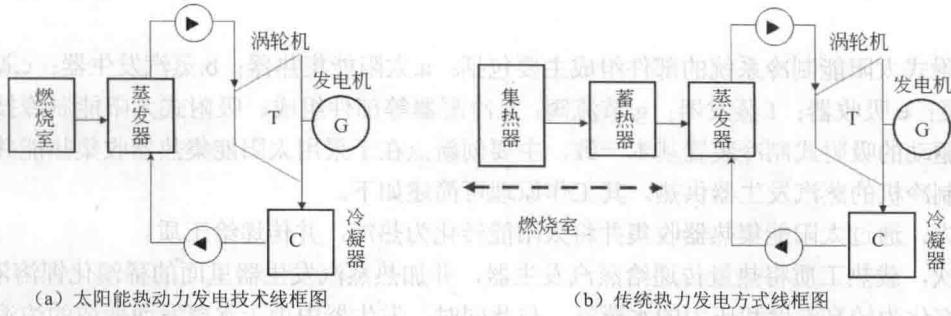 涡轮机
发电机
燃烧室
蒸发器
T
G
C
冷凝器
(a) 太阳能热动力发电技术线框图
涡轮机
发电机
集热器
蓄热器
蒸发器
T
G
燃烧室
C
冷凝器
(b) 传统热力发电方式线框图